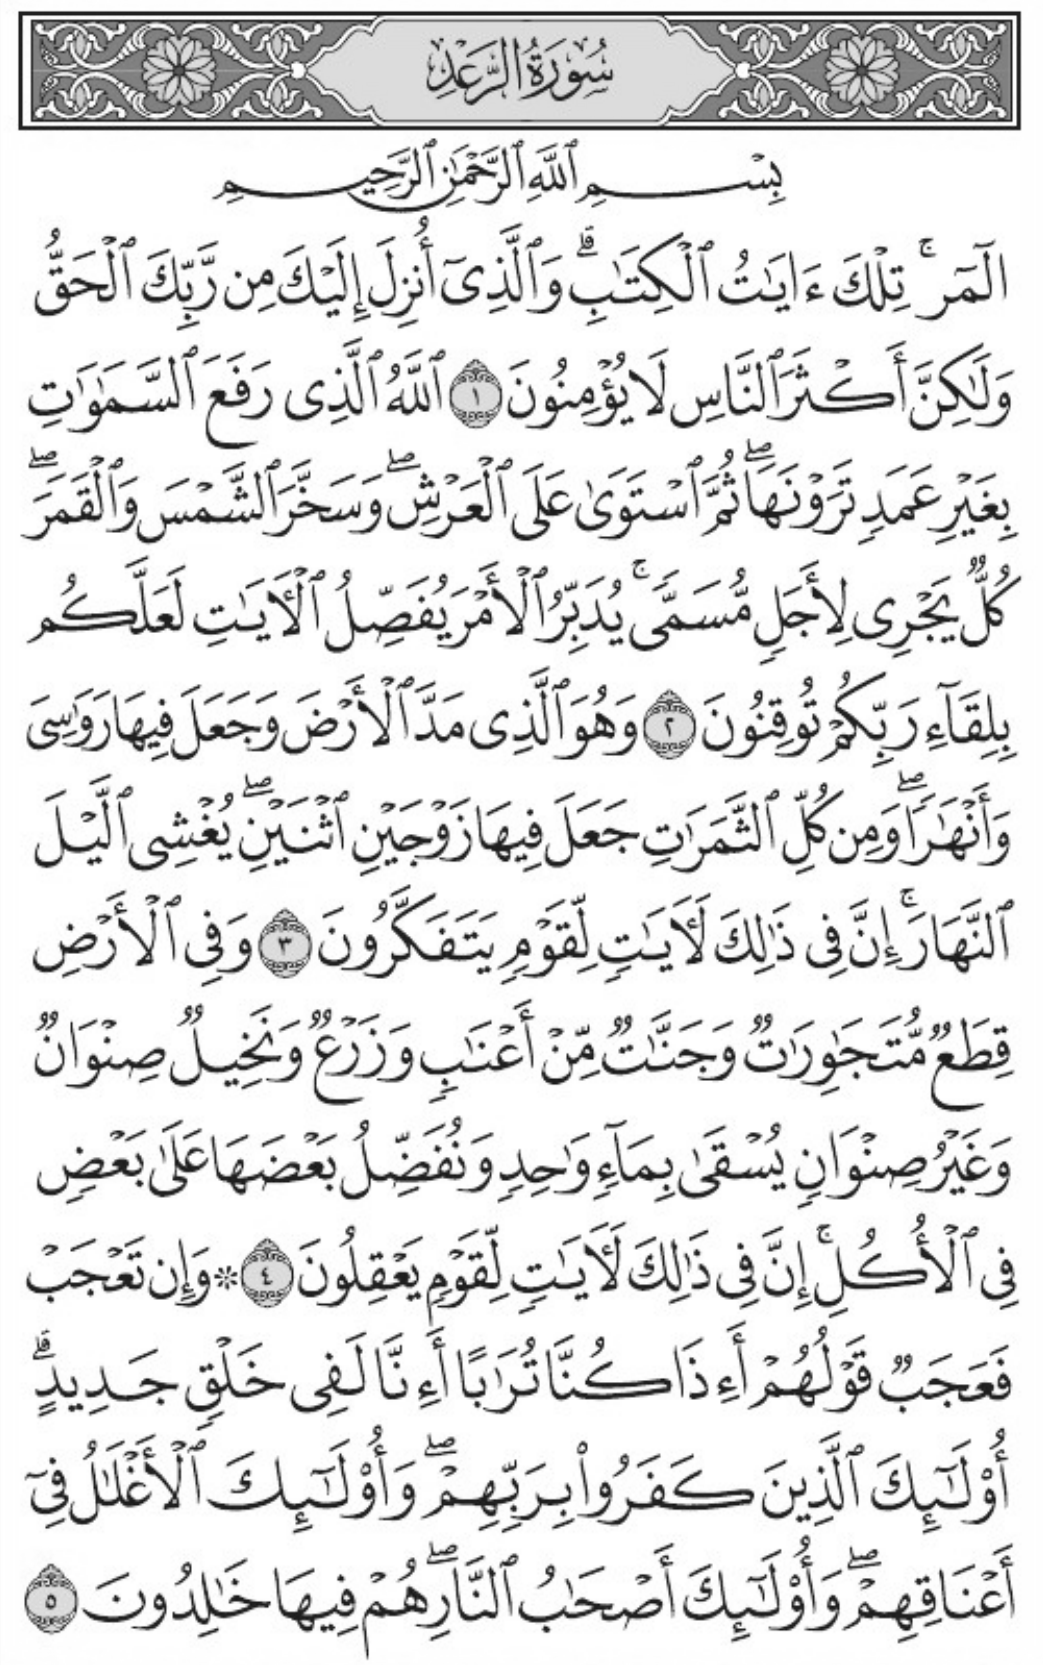 سُورَةُ الرَّعْدِ
بِسْمِ ٱللَّهِ ٱلرَّحْمَٰنِ ٱلرَّحِيمِ
الٓمٓر ۚ تِلْكَ ءَايَٰتُ ٱلْكِتَٰبِ ۗ وَٱلَّذِىٓ أُنزِلَ إِلَيْكَ مِن رَّبِّكَ ٱلْحَقُّ
وَلَٰكِنَّ أَكْثَرَ ٱلنَّاسِ لَا يُؤْمِنُونَ ١ ٱللَّهُ ٱلَّذِى رَفَعَ ٱلسَّمَٰوَٰتِ
بِغَيْرِ عَمَدٍ تَرَوْنَهَا ۖ ثُمَّ ٱسْتَوَىٰ عَلَى ٱلْعَرْشِ ۖ وَسَخَّرَ ٱلشَّمْسَ وَٱلْقَمَرَ ۖ
كُلٌّ يَجْرِى لِأَجَلٍ مُّسَمًّى ۚ يُدَبِّرُ ٱلْأَمْرَ يُفَصِّلُ ٱلْءَايَٰتِ لَعَلَّكُم
بِلِقَآءِ رَبِّكُمْ تُوقِنُونَ ٢ وَهُوَ ٱلَّذِى مَدَّ ٱلْأَرْضَ وَجَعَلَ فِيهَا رَوَٰسِىَ
وَأَنْهَٰرًا ۖ وَمِن كُلِّ ٱلثَّمَرَٰتِ جَعَلَ فِيهَا زَوْجَيْنِ ٱثْنَيْنِ ۖ يُغْشِى ٱلَّيْلَ
ٱلنَّهَارَ ۚ إِنَّ فِى ذَٰلِكَ لَءَايَٰتٍ لِّقَوْمٍ يَتَفَكَّرُونَ ٣ وَفِى ٱلْأَرْضِ
قِطَعٌ مُّتَجَٰوِرَٰتٌ وَجَنَّٰتٌ مِّنْ أَعْنَٰبٍ وَزَرْعٌ وَنَخِيلٌ صِنْوَانٌ
وَغَيْرُ صِنْوَانٍ يُسْقَىٰ بِمَآءٍ وَٰحِدٍ وَنُفَضِّلُ بَعْضَهَا عَلَىٰ بَعْضٍ
فِى ٱلْأُكُلِ ۚ إِنَّ فِى ذَٰلِكَ لَءَايَٰتٍ لِّقَوْمٍ يَعْقِلُونَ ٤ * وَإِن تَعْجَبْ
فَعَجَبٌ قَوْلُهُمْ أَءِذَا كُنَّا تُرَٰبًا أَءِنَّا لَفِى خَلْقٍ جَدِيدٍ ۗ
أُو۟لَٰٓئِكَ ٱلَّذِينَ كَفَرُوا۟ بِرَبِّهِمْ ۖ وَأُو۟لَٰٓئِكَ ٱلْأَغْلَٰلُ فِىٓ
أَعْنَاقِهِمْ ۖ وَأُو۟لَٰٓئِكَ أَصْحَٰبُ ٱلنَّارِ ۖ هُمْ فِيهَا خَٰلِدُونَ ٥